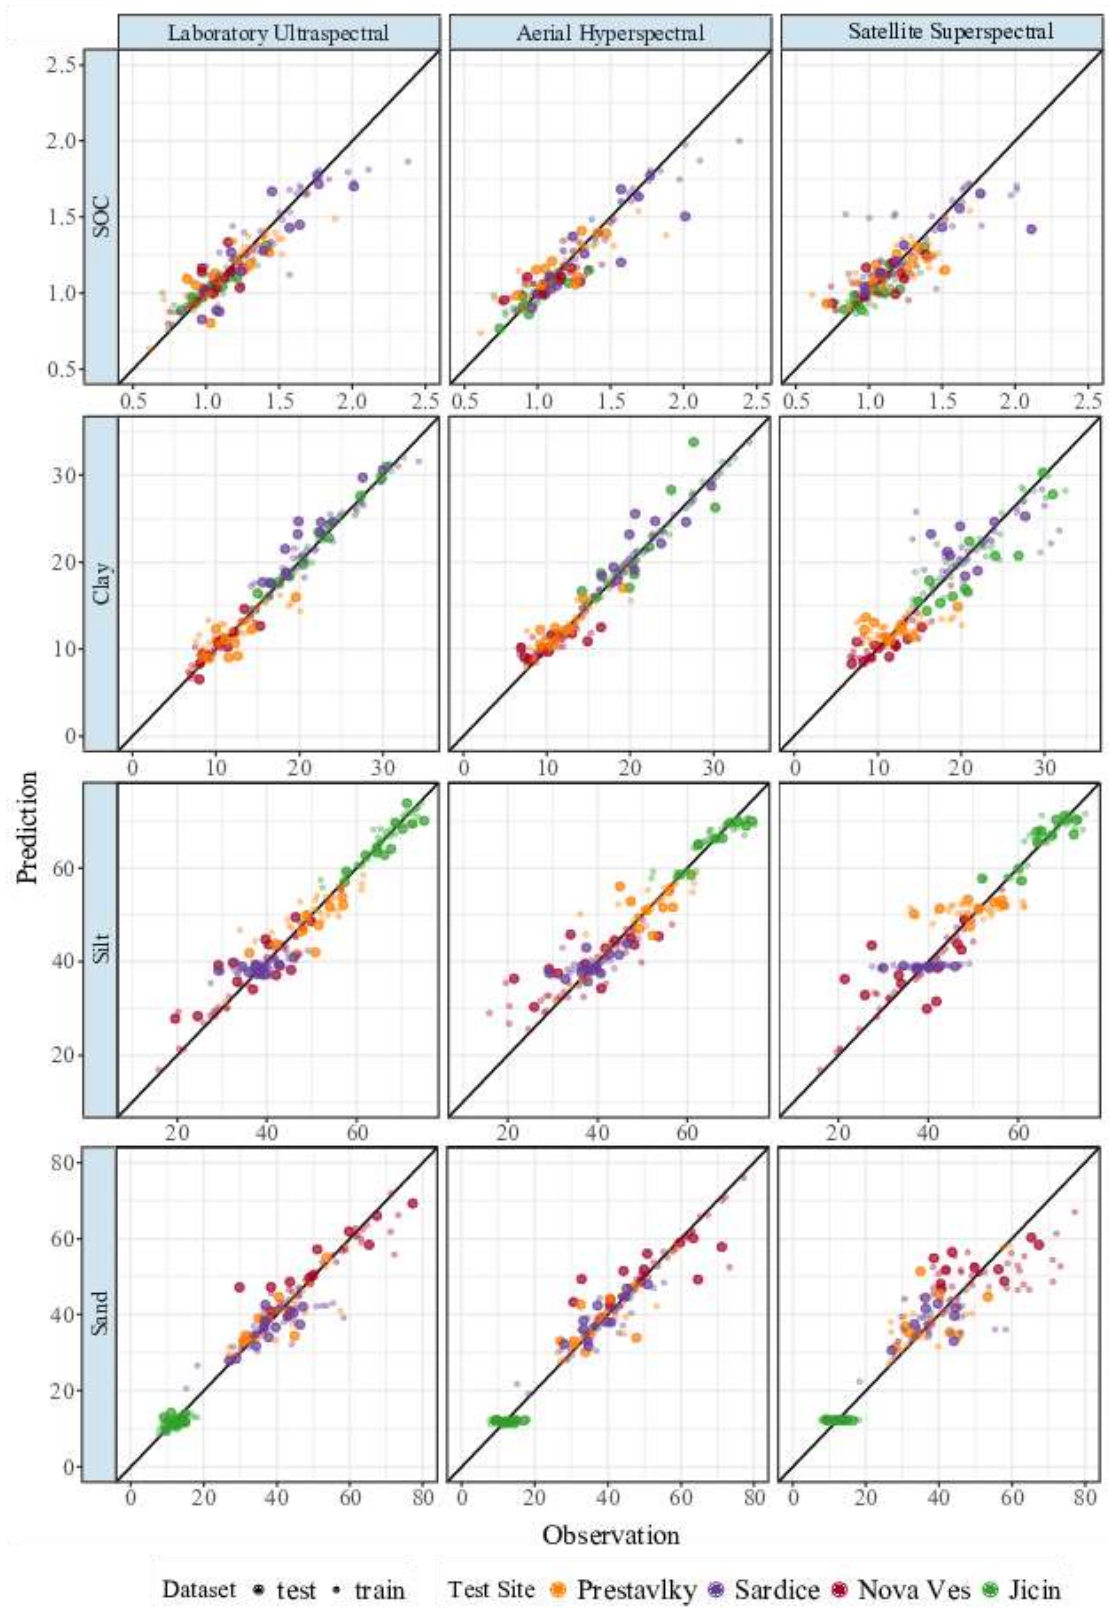 Laboratory Ultraspectral Aerial Hyperspectral Satellite Superspectral
SOC
2.5
2.0
1.5
1.0
0.5
0.5 1.0 1.5 2.0 2.5 0.5 1.0 1.5 2.0 2.5 0.5 1.0 1.5 2.0 2.5
Clay
30
20
10
0
0 10 20 30 0 10 20 30 0 10 20 30
Prediction
Silt
60
40
20
20 40 60 20 40 60 20 40 60
Sand
80
60
40
20
0
0 20 40 60 80 0 20 40 60 80 0 20 40 60 80
Observation
Dataset test train Test Site Prestavlky Sardice Nova Ves Jicin